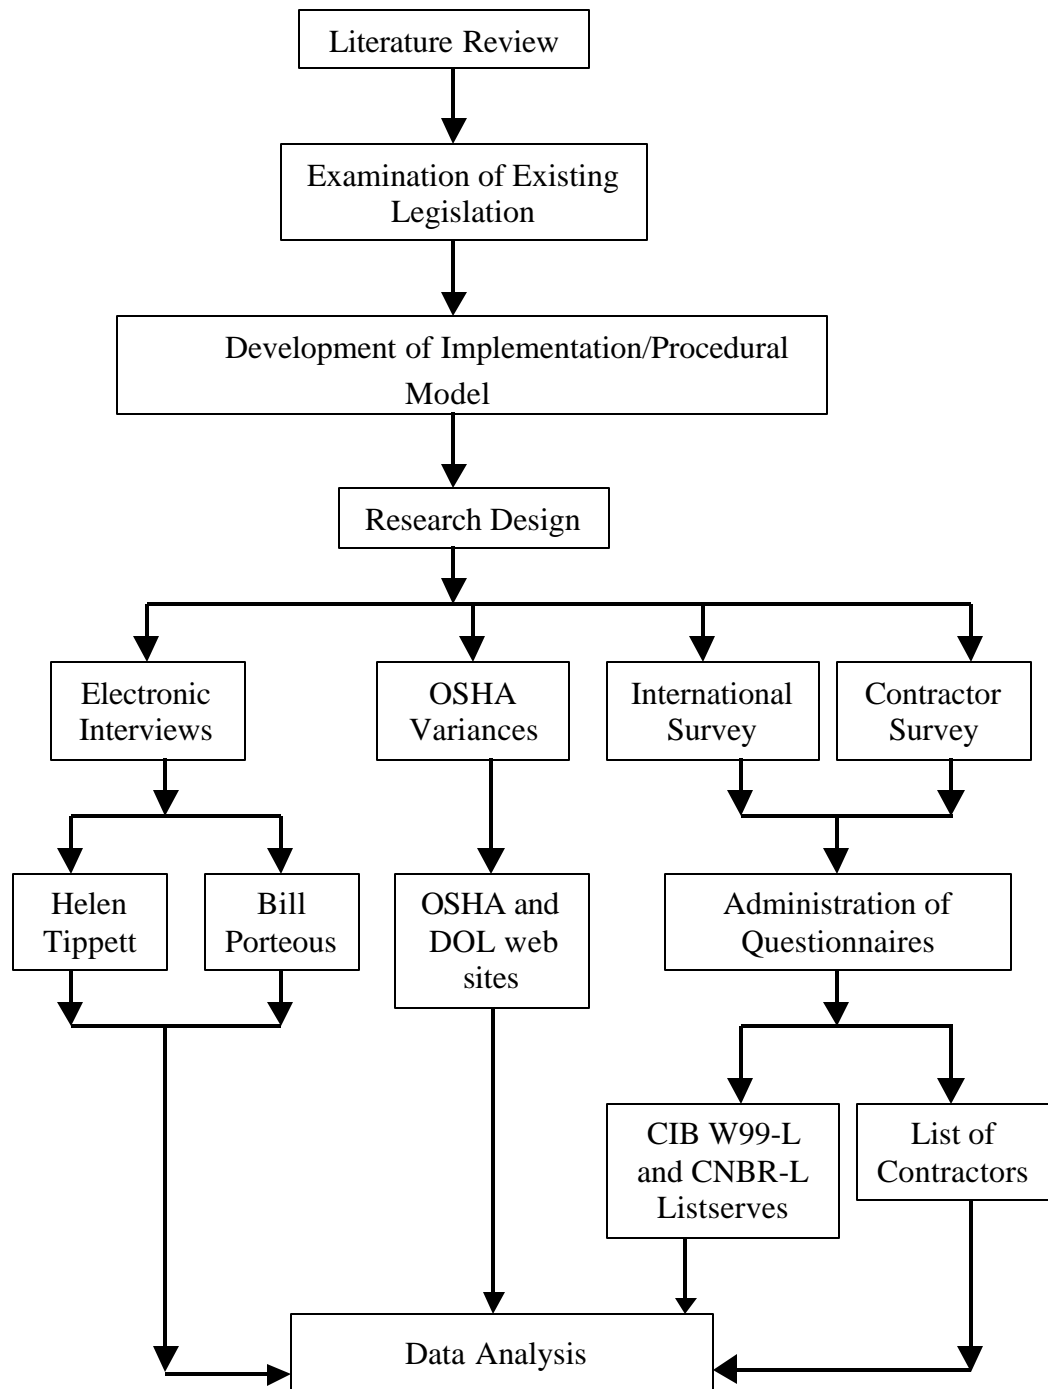 Literature Review
Examination of Existing
Legislation
Development of Implementation/Procedural
Model
Research Design
Electronic
Interviews
OSHA
Variances
International
Survey
Contractor
Survey
Helen
Tippett
Bill
Porteous
OSHA and
DOL web
sites
Administration of
Questionnaires
CIB W99-L
and CNBR-L
Listserves
List of
Contractors
Data Analysis